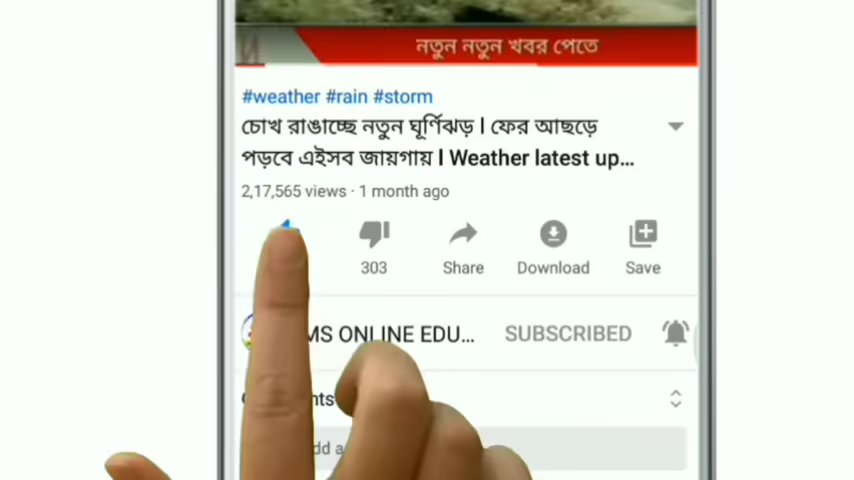 নতুন নতুন খবর পেতে
#weather #rain #storm
চোখ রাঙাচ্ছে নতুন ঘূর্ণিঝড় l ফের আছড়ে
পড়বে এইসব জায়গায় l Weather latest up...
2,17,565 views · 1 month ago
303 Share Download Save
MS ONLINE EDU... SUBSCRIBED